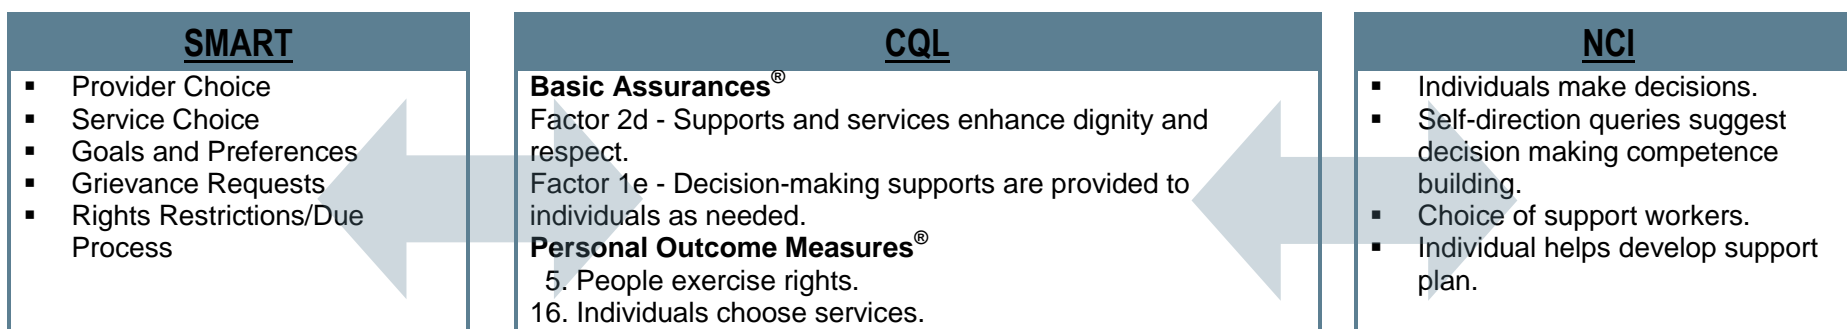 SMART
▪ Provider Choice
▪ Service Choice
▪ Goals and Preferences
▪ Grievance Requests
▪ Rights Restrictions/Due
Process
CQL
Basic Assurances®
Factor 2d - Supports and services enhance dignity and
respect.
Factor 1e - Decision-making supports are provided to
individuals as needed.
Personal Outcome Measures®
5. People exercise rights.
16. Individuals choose services.
NCI
▪ Individuals make decisions.
▪ Self-direction queries suggest
decision making competence
building.
▪ Choice of support workers.
▪ Individual helps develop support
plan.